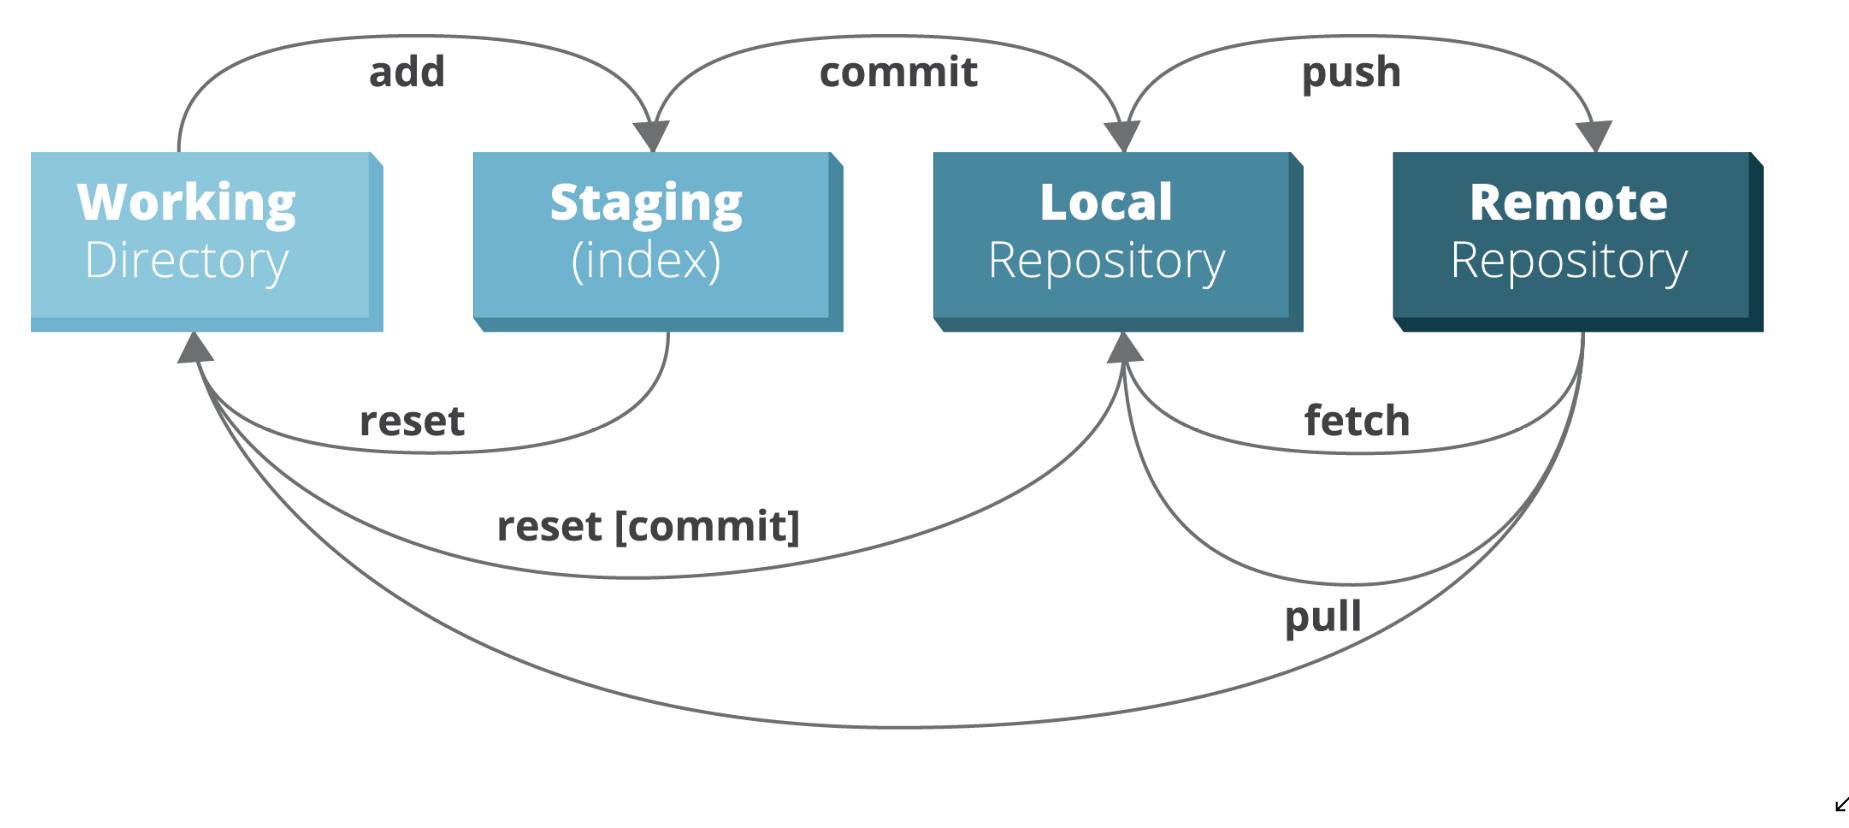 add
commit
push
Working
Directory
Staging
(index)
Local
Repository
Remote
Repository
reset
fetch
reset [commit]
pull